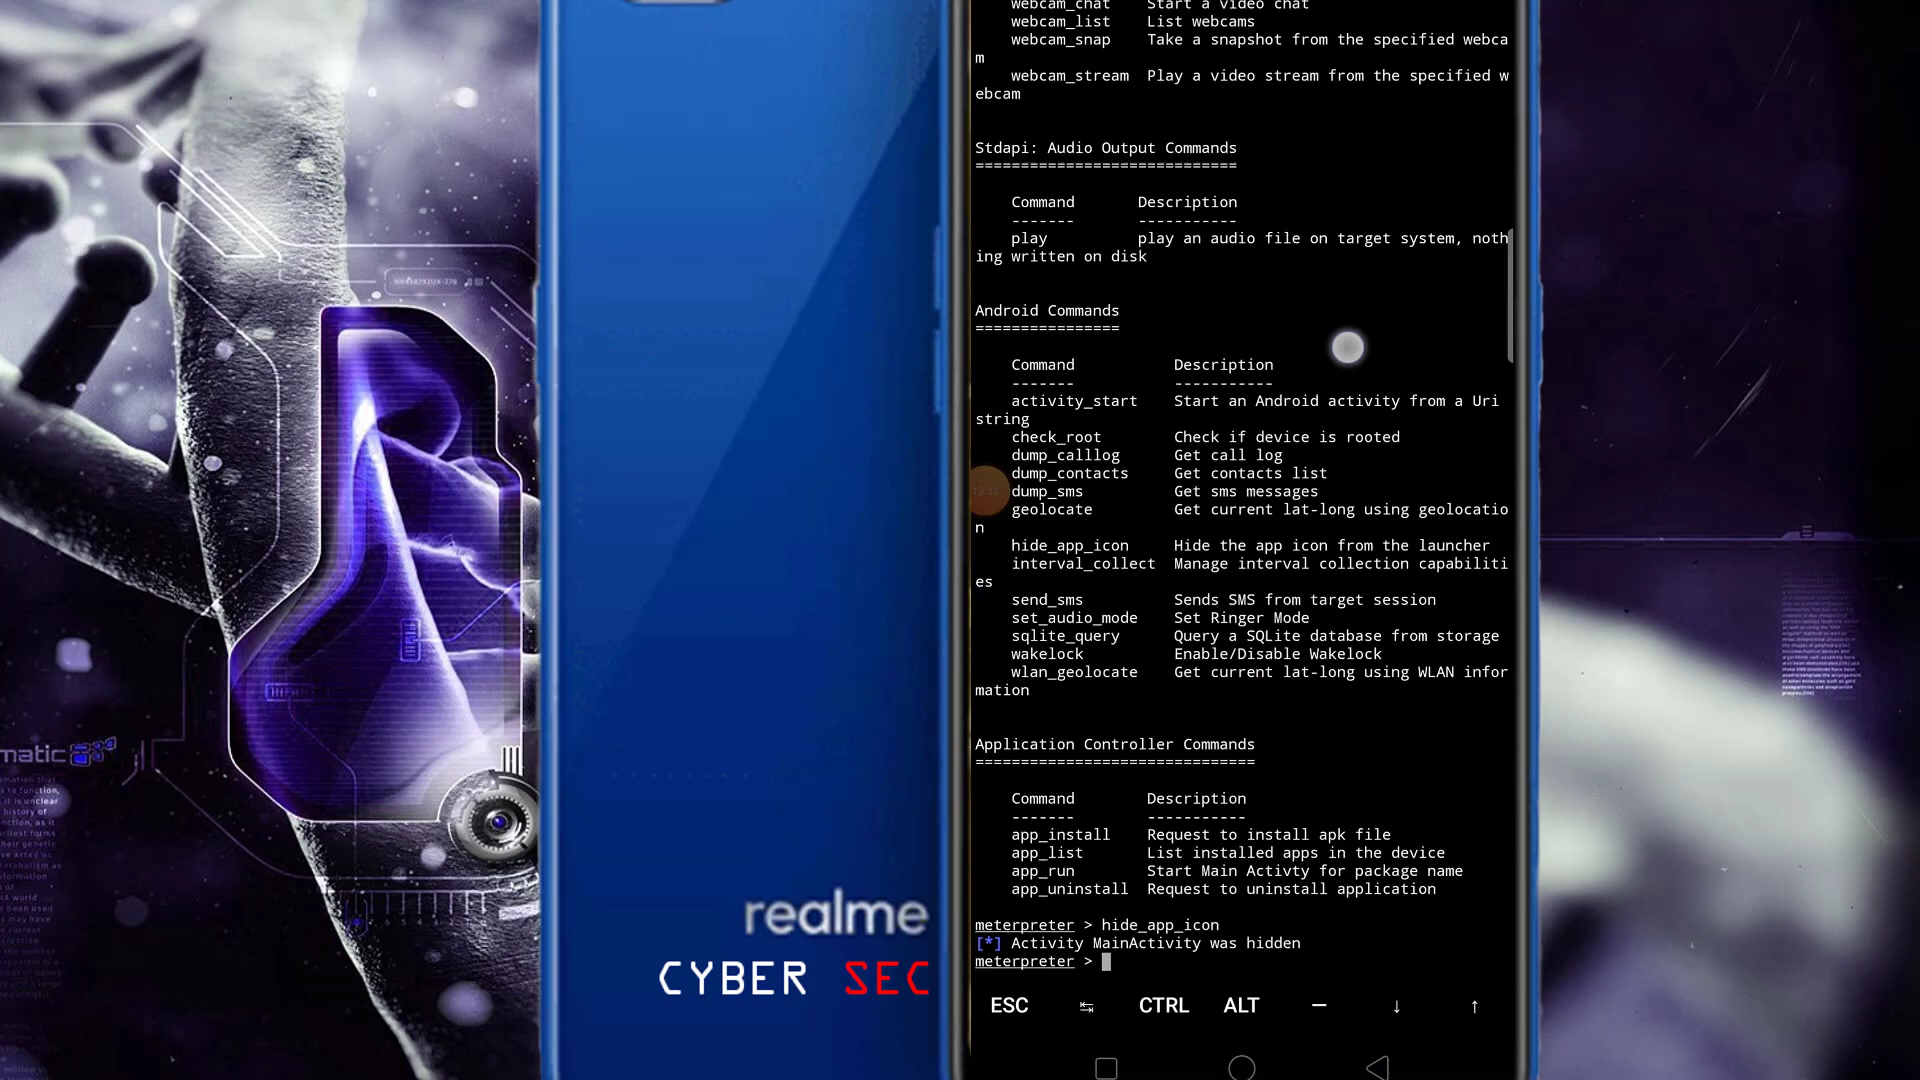 webcam_chat    Start a video chat
webcam_list    List webcams
webcam_snap    Take a snapshot from the specified webca
m
webcam_stream  Play a video stream from the specified w
ebcam
Stdapi: Audio Output Commands
=============================
Command       Description
-------       -----------
play          play an audio file on target system, noth
ing written on disk
Android Commands
================
Command           Description
-------           -----------
activity_start    Start an Android activity from a Uri
string
check_root        Check if device is rooted
dump_calllog      Get call log
dump_contacts     Get contacts list
dump_sms          Get sms messages
geolocate         Get current lat-long using geolocatio
n
hide_app_icon     Hide the app icon from the launcher
interval_collect  Manage interval collection capabiliti
es
send_sms          Sends SMS from target session
set_audio_mode    Set Ringer Mode
sqlite_query      Query a SQLite database from storage
wakelock          Enable/Disable Wakelock
wlan_geolocate    Get current lat-long using WLAN infor
mation
Application Controller Commands
===============================
Command        Description
-------        -----------
app_install    Request to install apk file
app_list       List installed apps in the device
app_run        Start Main Activty for package name
app_uninstall  Request to uninstall application
meterpreter > hide_app_icon
[*] Activity MainActivity was hidden
meterpreter >
ESC ⇆ CTRL ALT — ↓ ↑
13:32
realme
CYBER SEC
matic